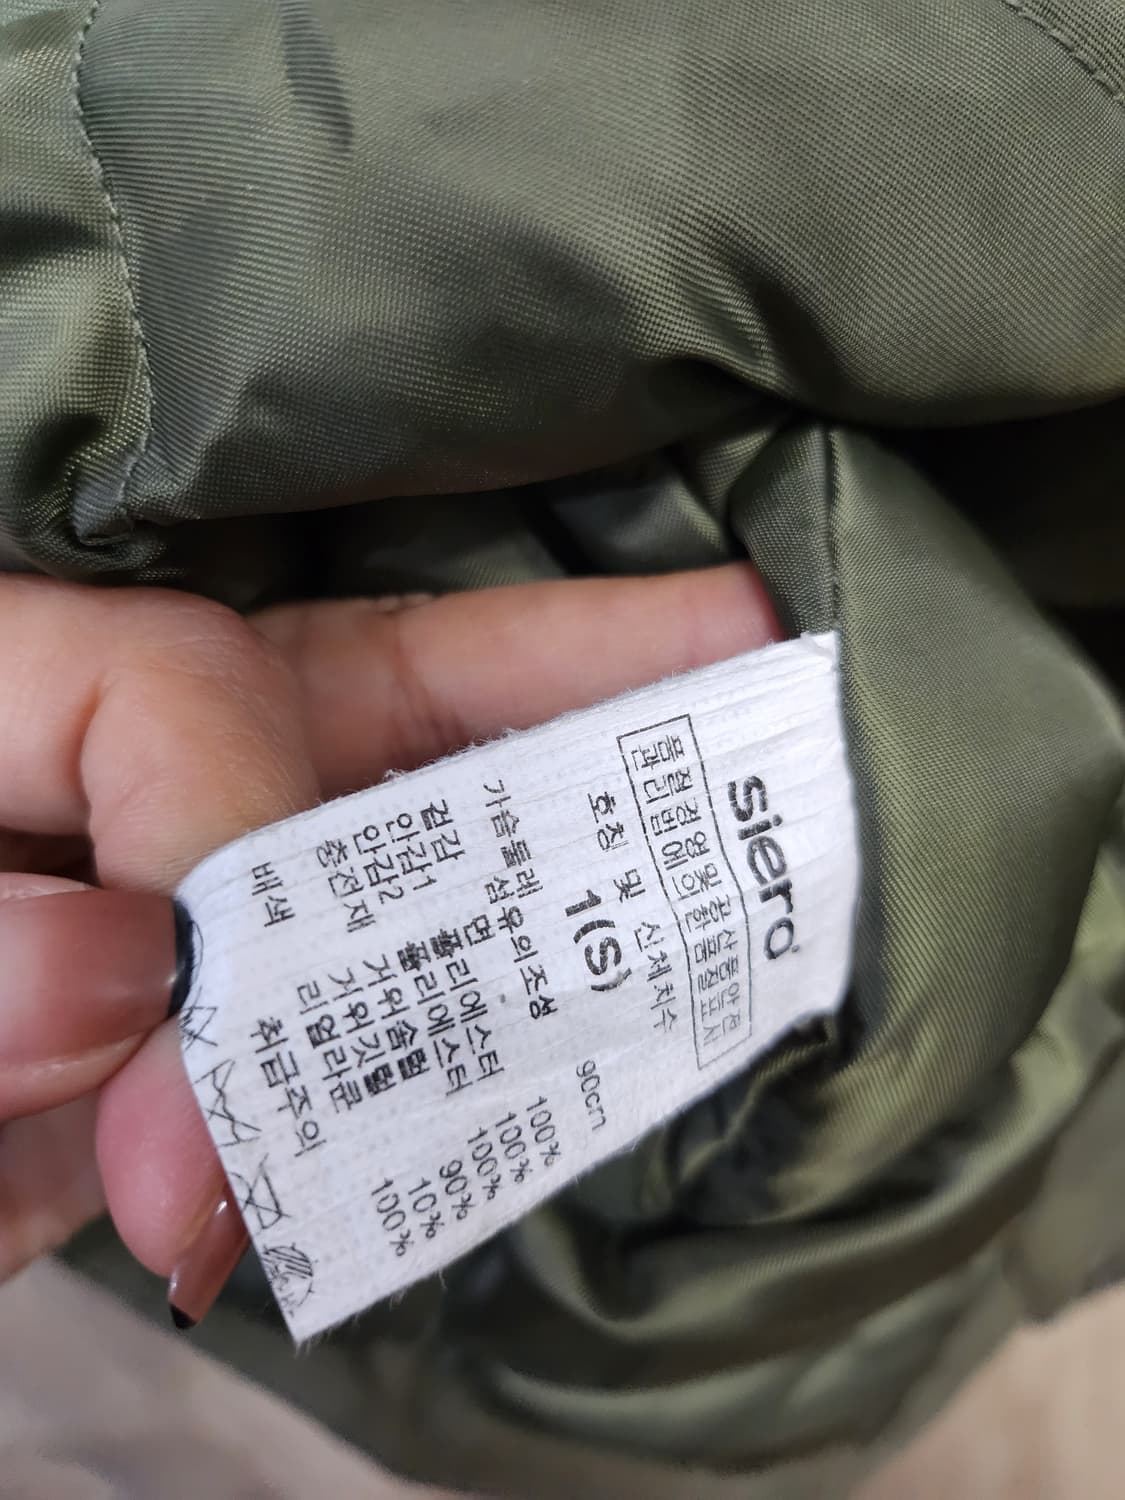 siero
품질경영및공산품안전
관리법에의한품질표시
호칭 및 신체치수
1(S)
가슴둘레 90cm
섬유의조성
겉감 면 100%
안감1 폴리에스터 100%
안감2 폴리에스터 100%
충전재 거위솜털 90%
거위깃털 10%
배색 리얼라쿤 100%
취급주의